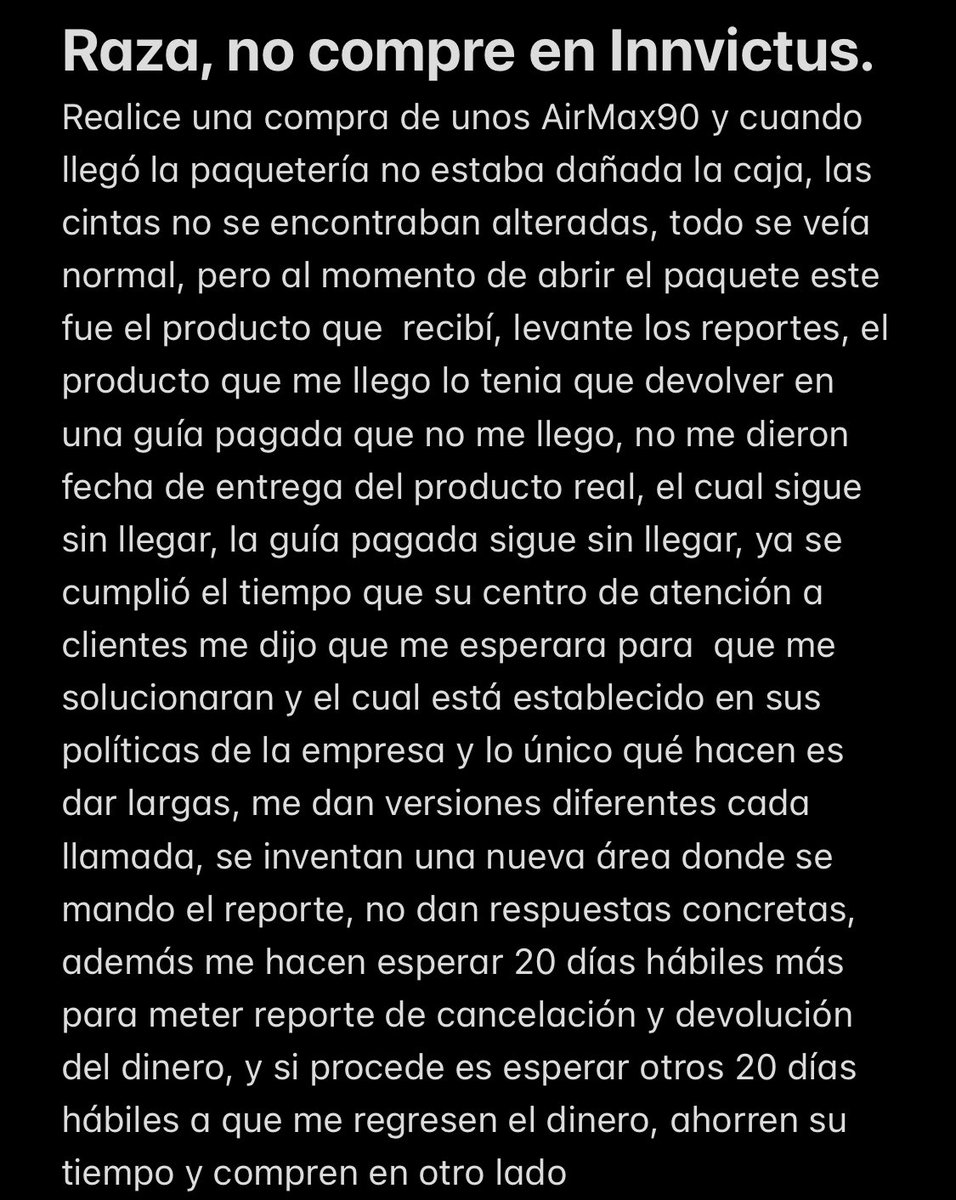 Raza, no compre en Innvictus.
Realice una compra de unos AirMax90 y cuando
llegó la paquetería no estaba dañada la caja, las
cintas no se encontraban alteradas, todo se veía
normal, pero al momento de abrir el paquete este
fue el producto que  recibí, levante los reportes, el
producto que me llego lo tenia que devolver en
una guía pagada que no me llego, no me dieron
fecha de entrega del producto real, el cual sigue
sin llegar, la guía pagada sigue sin llegar, ya se
cumplió el tiempo que su centro de atención a
clientes me dijo que me esperara para  que me
solucionaran y el cual está establecido en sus
políticas de la empresa y lo único qué hacen es
dar largas, me dan versiones diferentes cada
llamada, se inventan una nueva área donde se
mando el reporte, no dan respuestas concretas,
además me hacen esperar 20 días hábiles más
para meter reporte de cancelación y devolución
del dinero, y si procede es esperar otros 20 días
hábiles a que me regresen el dinero, ahorren su
tiempo y compren en otro lado